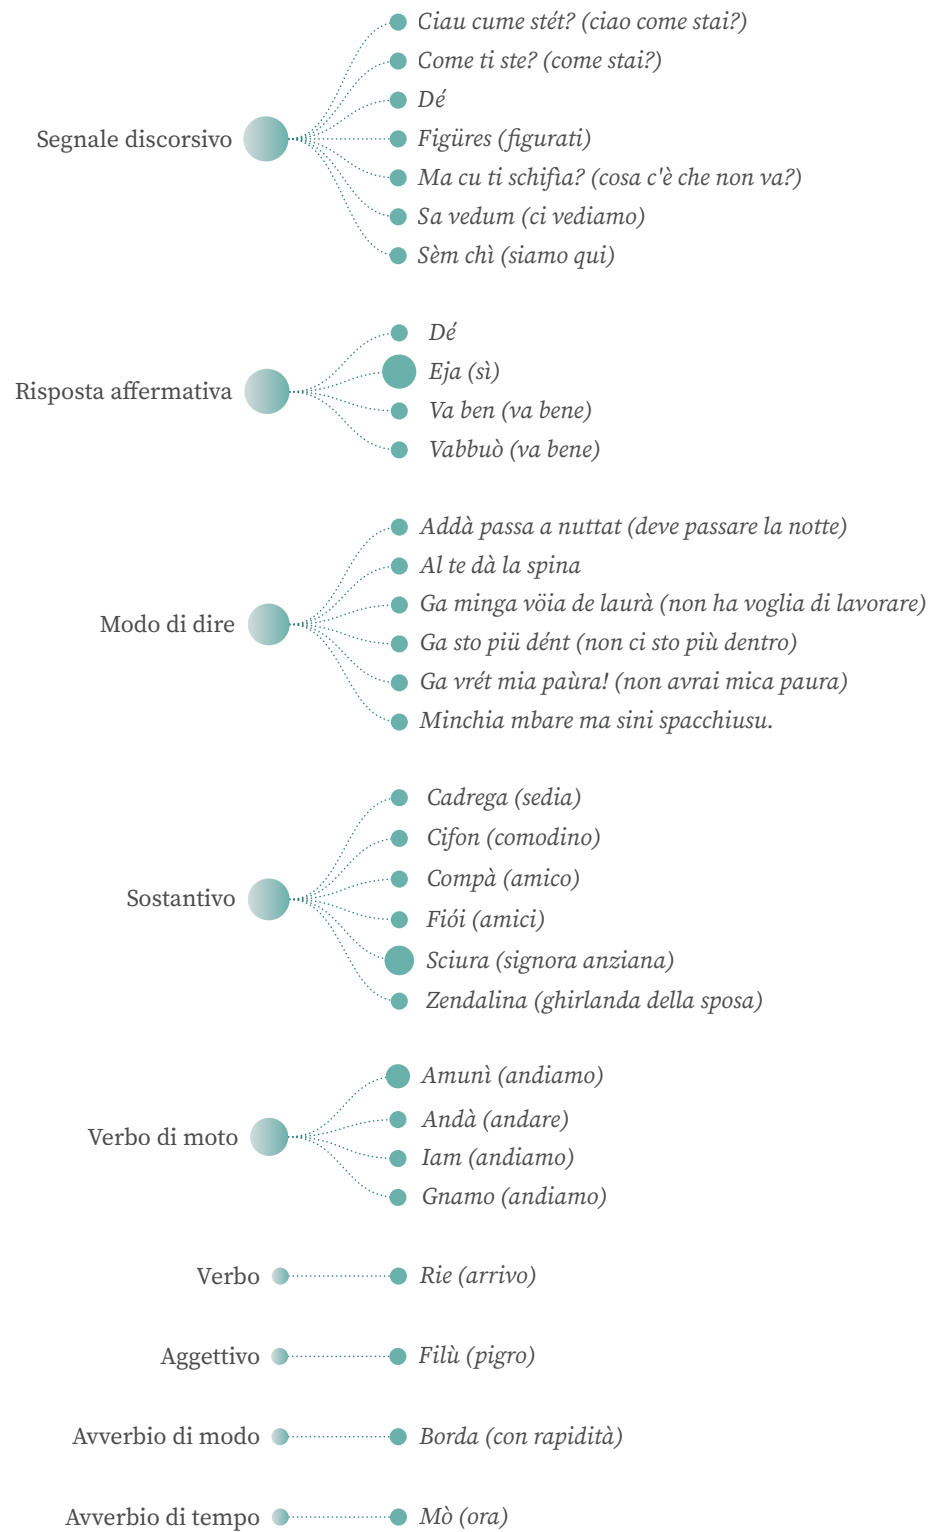 Segnale discorsivo
Ciau cume stét? (ciao come stai?)
Come ti ste? (come stai?)
Dé
Figüres (figurati)
Ma cu ti schifìa? (cosa c'è che non va?)
Sa vedum (ci vediamo)
Sèm chì (siamo qui)
Risposta affermativa
Dé
Eja (sì)
Va ben (va bene)
Vabbuò (va bene)
Modo di dire
Addà passa a nuttat (deve passare la notte)
Al te dà la spina
Ga minga vöia de laurà (non ha voglia di lavorare)
Ga sto piü dént (non ci sto più dentro)
Ga vrét mia paùra! (non avrai mica paura)
Minchia mbare ma sini spacchiusu.
Sostantivo
Cadrega (sedia)
Cifon (comodino)
Compà (amico)
Fiói (amici)
Sciura (signora anziana)
Zendalina (ghirlanda della sposa)
Verbo di moto
Amunì (andiamo)
Andà (andare)
Iam (andiamo)
Gnamo (andiamo)
Verbo
Rie (arrivo)
Aggettivo
Filù (pigro)
Avverbio di modo
Borda (con rapidità)
Avverbio di tempo
Mò (ora)